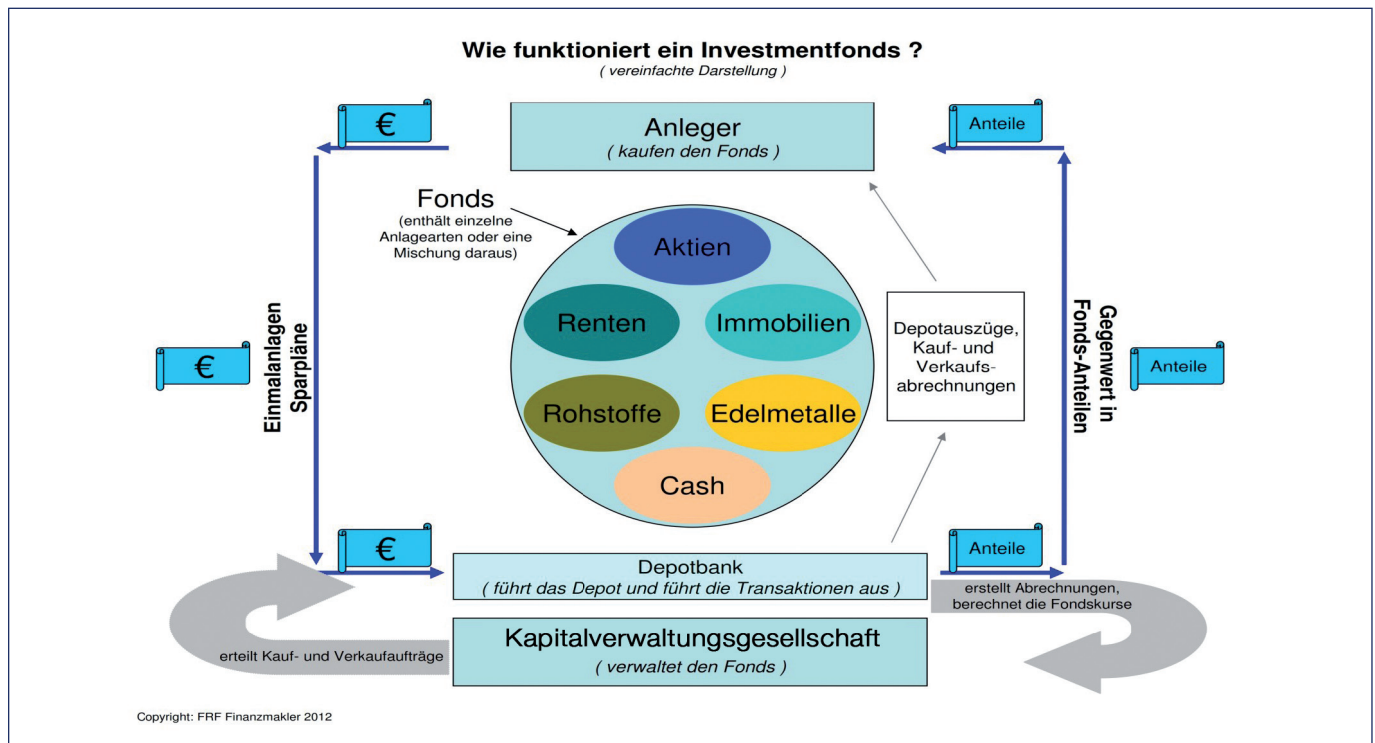 Wie funktioniert ein Investmentfonds ?
( vereinfachte Darstellung )
€
Anleger
( kaufen den Fonds )
Anteile
Fonds
(enthält einzelne
Anlagearten oder eine
Mischung daraus)
Aktien
Renten
Immobilien
Rohstoffe
Edelmetalle
Cash
€
Einmalanlagen
Sparpläne
Depotauszüge,
Kauf- und
Verkaufs-
abrechnungen
Gegenwert in
Fonds-Anteilen
Anteile
€
Depotbank
( führt das Depot und führt die Transaktionen aus )
Anteile
erstellt Abrechnungen,
berechnet die Fondskurse
Kapitalverwaltungsgesellschaft
( verwaltet den Fonds )
erteilt Kauf- und Verkaufaufträge
Copyright: FRF Finanzmakler 2012